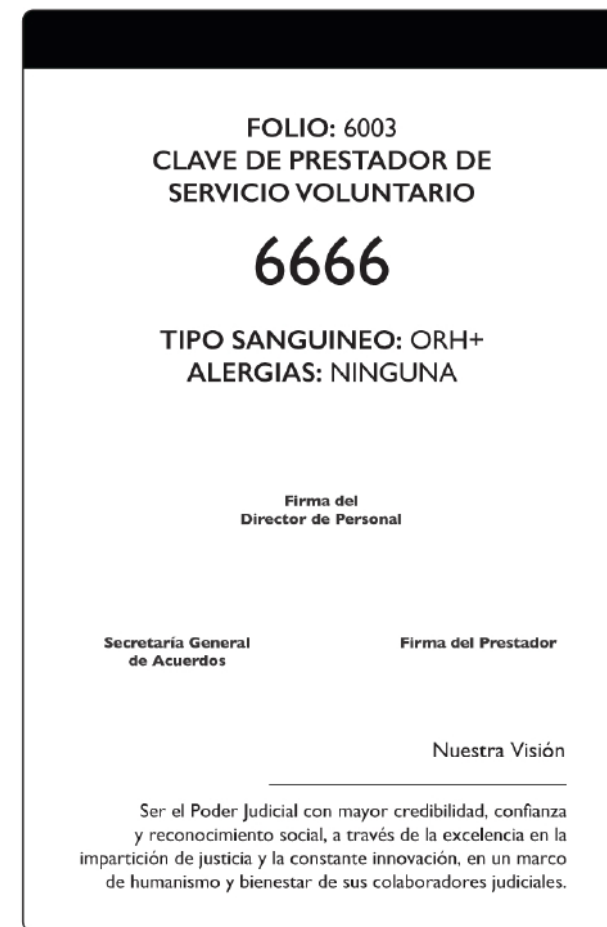 FOLIO: 6003
CLAVE DE PRESTADOR DE
SERVICIO VOLUNTARIO
6666
TIPO SANGUINEO: ORH+
ALERGIAS: NINGUNA
Firma del
Director de Personal
Secretaría General
de Acuerdos
Firma del Prestador
Nuestra Visión
Ser el Poder Judicial con mayor credibilidad, confianza
y reconocimiento social, a través de la excelencia en la
impartición de justicia y la constante innovación, en un marco
de humanismo y bienestar de sus colaboradores judiciales.